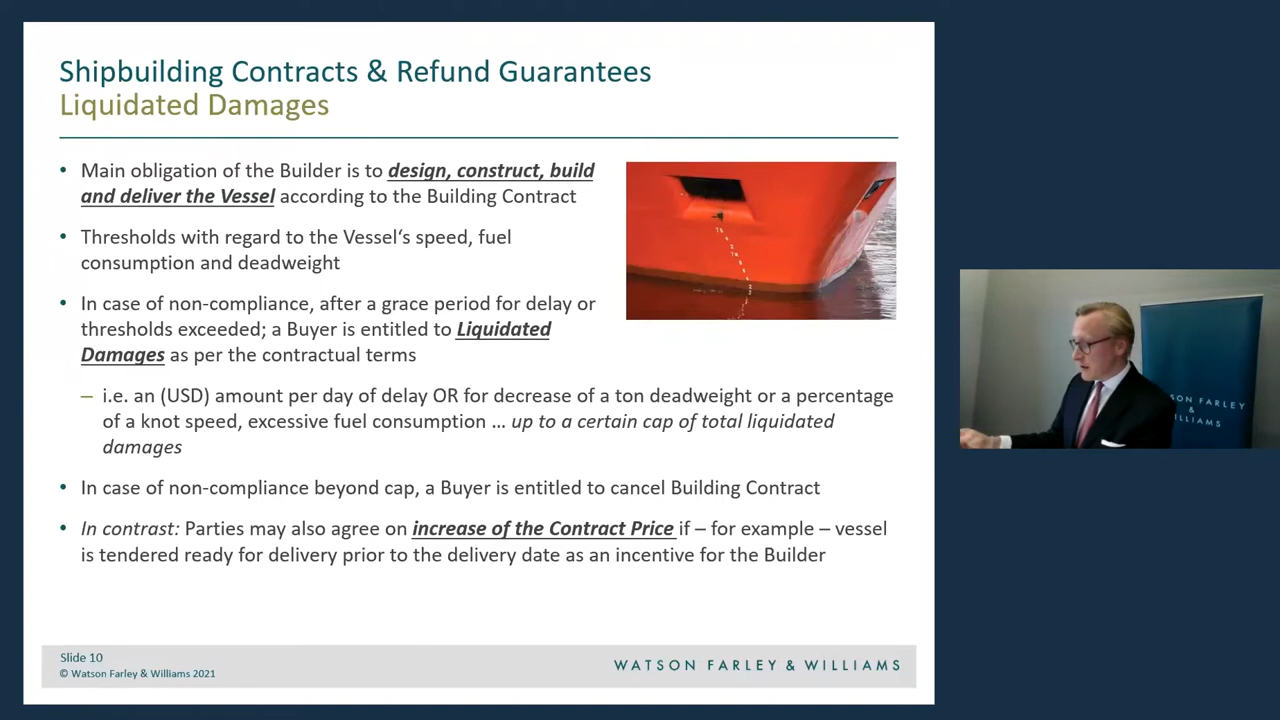 Shipbuilding Contracts & Refund Guarantees
Liquidated Damages
• Main obligation of the Builder is to design, construct, build
and deliver the Vessel according to the Building Contract
• Thresholds with regard to the Vessel‘s speed, fuel
consumption and deadweight
• In case of non-compliance, after a grace period for delay or
thresholds exceeded; a Buyer is entitled to Liquidated
Damages as per the contractual terms
– i.e. an (USD) amount per day of delay OR for decrease of a ton deadweight or a percentage
of a knot speed, excessive fuel consumption … up to a certain cap of total liquidated
damages
• In case of non-compliance beyond cap, a Buyer is entitled to cancel Building Contract
• In contrast: Parties may also agree on increase of the Contract Price if – for example – vessel
is tendered ready for delivery prior to the delivery date as an incentive for the Builder
Slide 10
© Watson Farley & Williams 2021
WATSON FARLEY & WILLIAMS
SON FARLEY
&
ILLIAMS